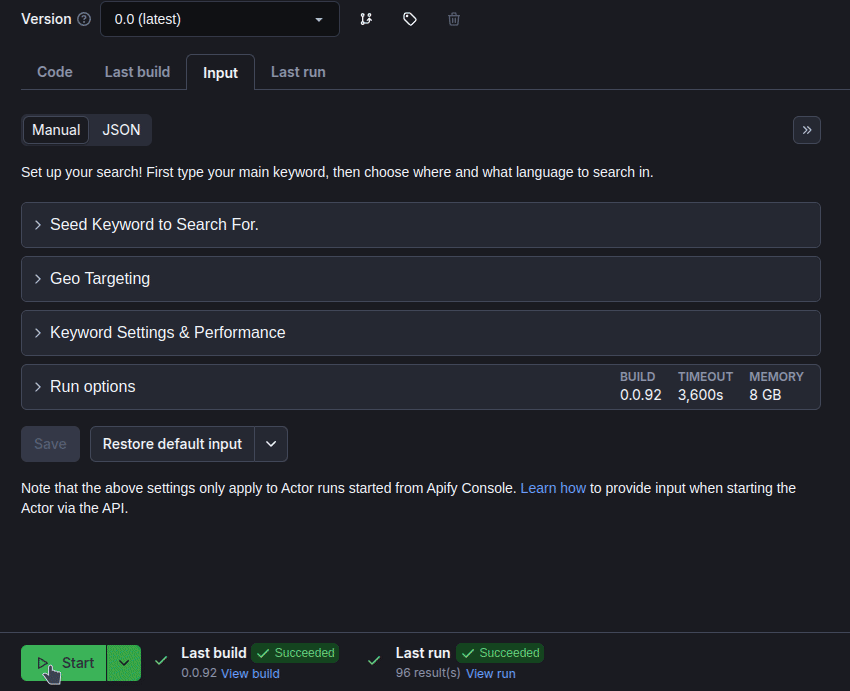 Version 0.0 (latest)
Code Last build Input Last run
Manual JSON
Set up your search! First type your main keyword, then choose where and what language to search in.
Seed Keyword to Search For.
Geo Targeting
Keyword Settings & Performance
Run options BUILD TIMEOUT MEMORY
0.0.92 3,600s 8 GB
Save Restore default input
Note that the above settings only apply to Actor runs started from Apify Console. Learn how to provide input when starting the
Actor via the API.
Start Last build Succeeded Last run Succeeded
0.0.92 View build 96 result(s) View run